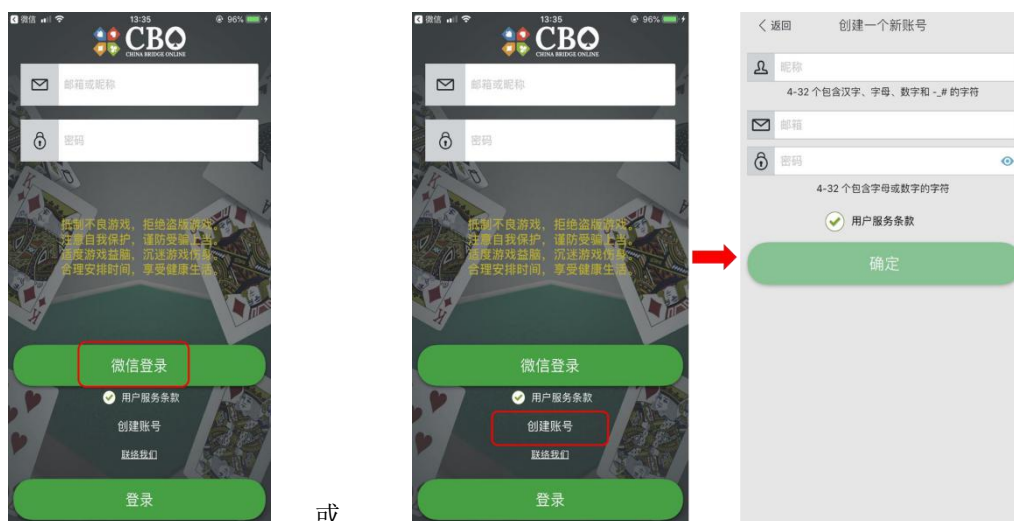 微信
13:35
96%
CBO
CHINA BRIDGE ONLINE
邮箱或昵称
密码
抵制不良游戏，拒绝盗版游戏。
注意自我保护，谨防受骗上当。
适度游戏益脑，沉迷游戏伤身。
合理安排时间，享受健康生活。
微信登录
用户服务条款
创建账号
联络我们
登录
或
微信
13:35
96%
CBO
CHINA BRIDGE ONLINE
邮箱或昵称
密码
抵制不良游戏，拒绝盗版游戏。
注意自我保护，谨防受骗上当。
适度游戏益脑，沉迷游戏伤身。
合理安排时间，享受健康生活。
微信登录
用户服务条款
创建账号
联络我们
登录
返回 创建一个新账号
昵称
4-32 个包含汉字、字母、数字和 -_# 的字符
邮箱
密码
4-32 个包含字母或数字的字符
用户服务条款
确定